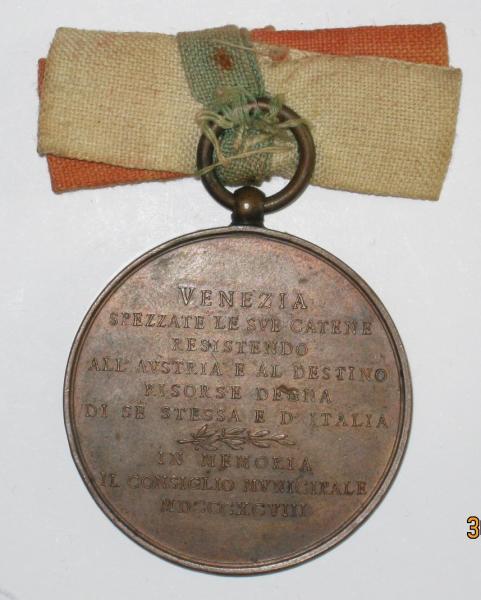 VENEZIA
SPEZZATE LE SVE CATENE
RESISTENDO
ALL'AVSTRIA E AL DESTINO
RISORSE DEGNA
DI SE STESSA E D'ITALIA
IN MEMORIA
IL CONSIGLIO MVNICIPALE
MDCCCXCVIII